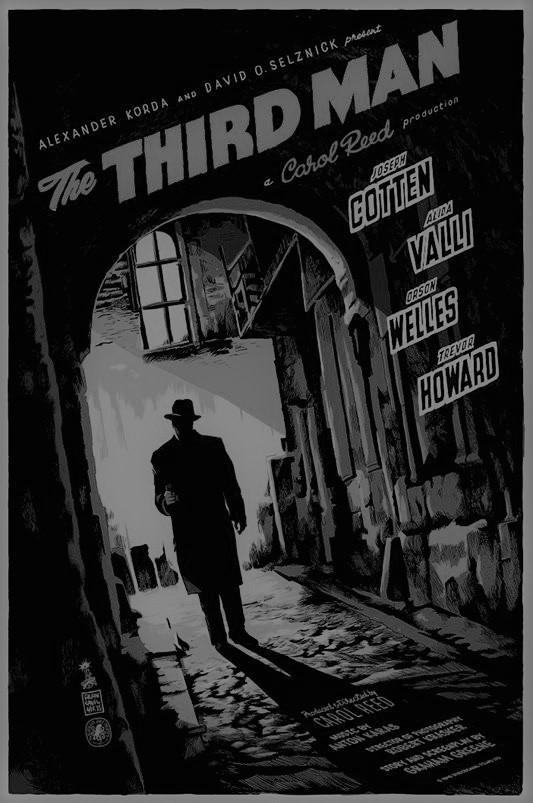 ALEXANDER KORDA AND DAVID O. SELZNICK present
The THIRD MAN
a Carol Reed production
JOSEPH
COTTEN
ALIDA
VALLI
ORSON
WELLES
TREVOR
HOWARD
Produced & Directed by
CAROL REED
MUSIC BY
ANTON KARAS
DIRECTOR OF PHOTOGRAPHY
ROBERT KRASKER
STORY AND SCREENPLAY BY
GRAHAM GREENE